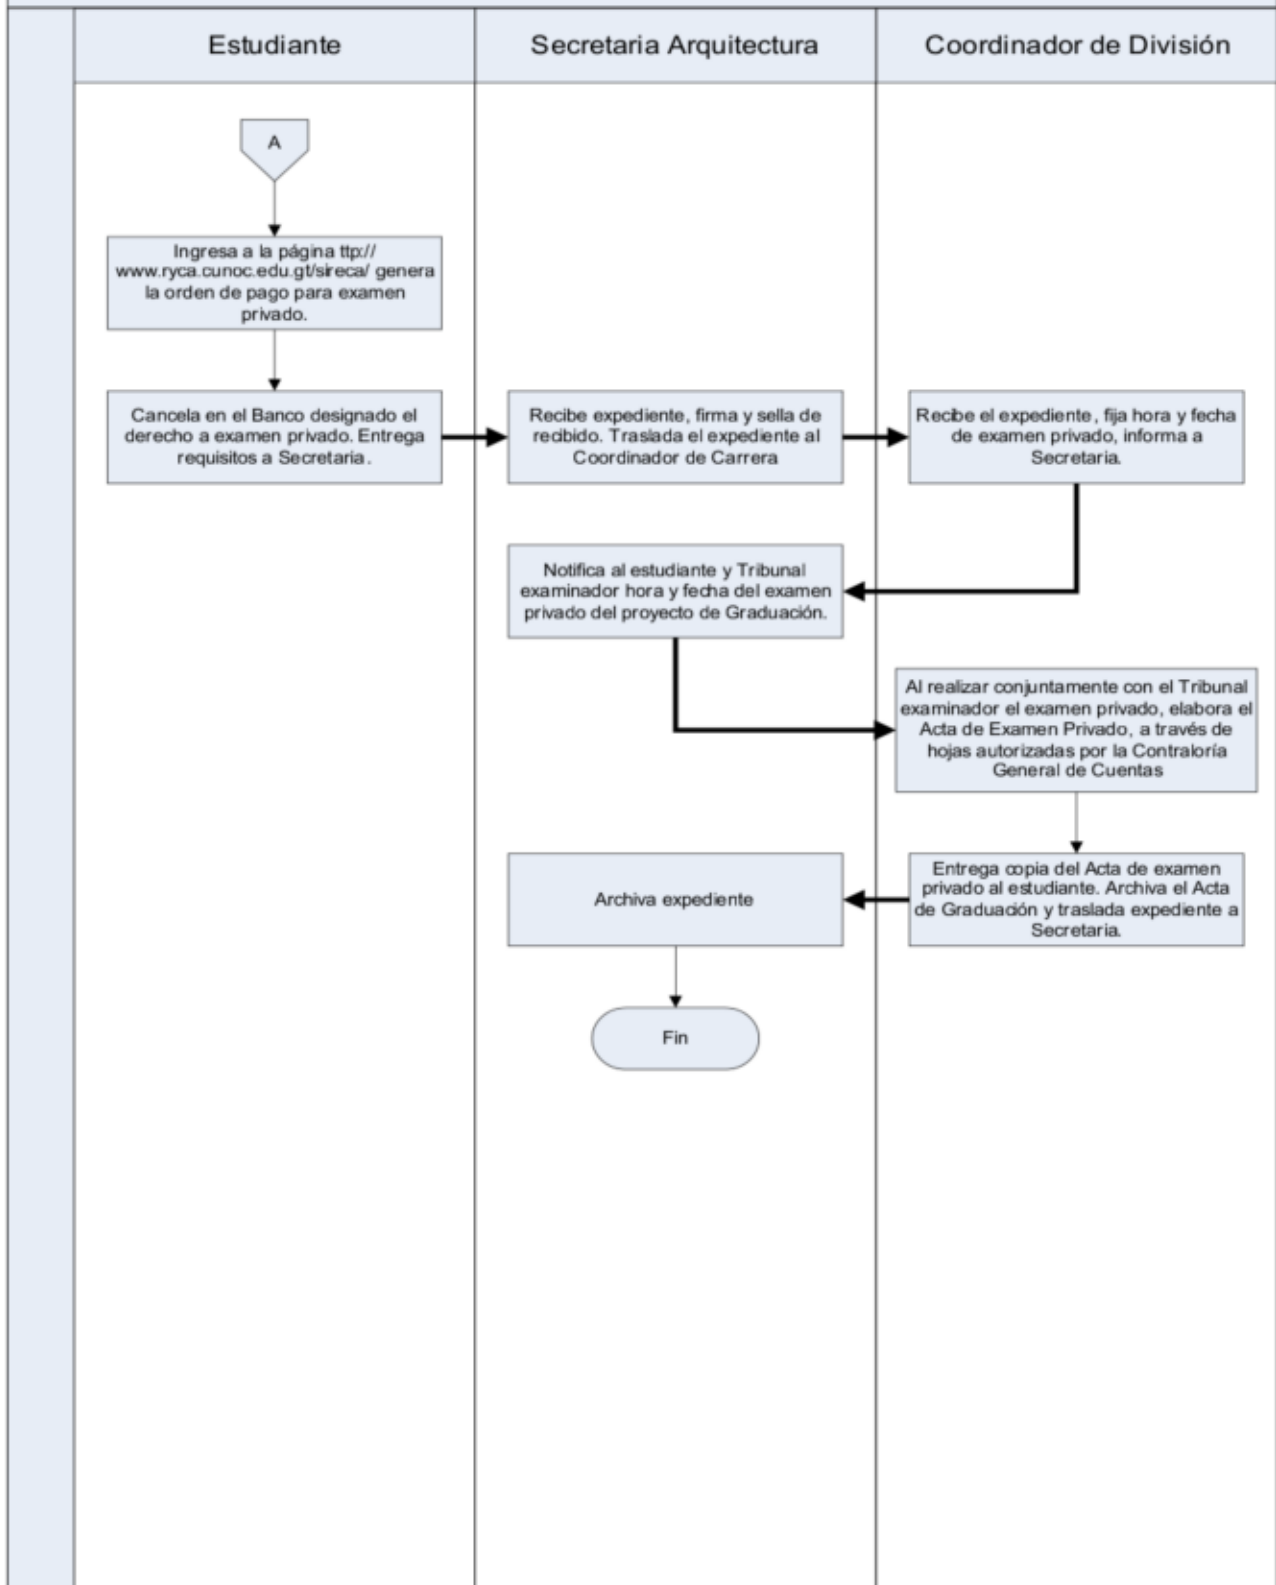 Estudiante
Secretaria Arquitectura
Coordinador de División
A
Ingresa a la página ttp://
www.ryca.cunoc.edu.gt/sireca/ genera
la orden de pago para examen
privado.
Cancela en el Banco designado el
derecho a examen privado. Entrega
requisitos a Secretaria.
Recibe expediente, firma y sella de
recibido. Traslada el expediente al
Coordinador de Carrera
Recibe el expediente, fija hora y fecha
de examen privado, informa a
Secretaria.
Notifica al estudiante y Tribunal
examinador hora y fecha del examen
privado del proyecto de Graduación.
Al realizar conjuntamente con el Tribunal
examinador el examen privado, elabora el
Acta de Examen Privado, a través de
hojas autorizadas por la Contraloría
General de Cuentas
Entrega copia del Acta de examen
privado al estudiante. Archiva el Acta
de Graduación y traslada expediente a
Secretaria.
Archiva expediente
Fin